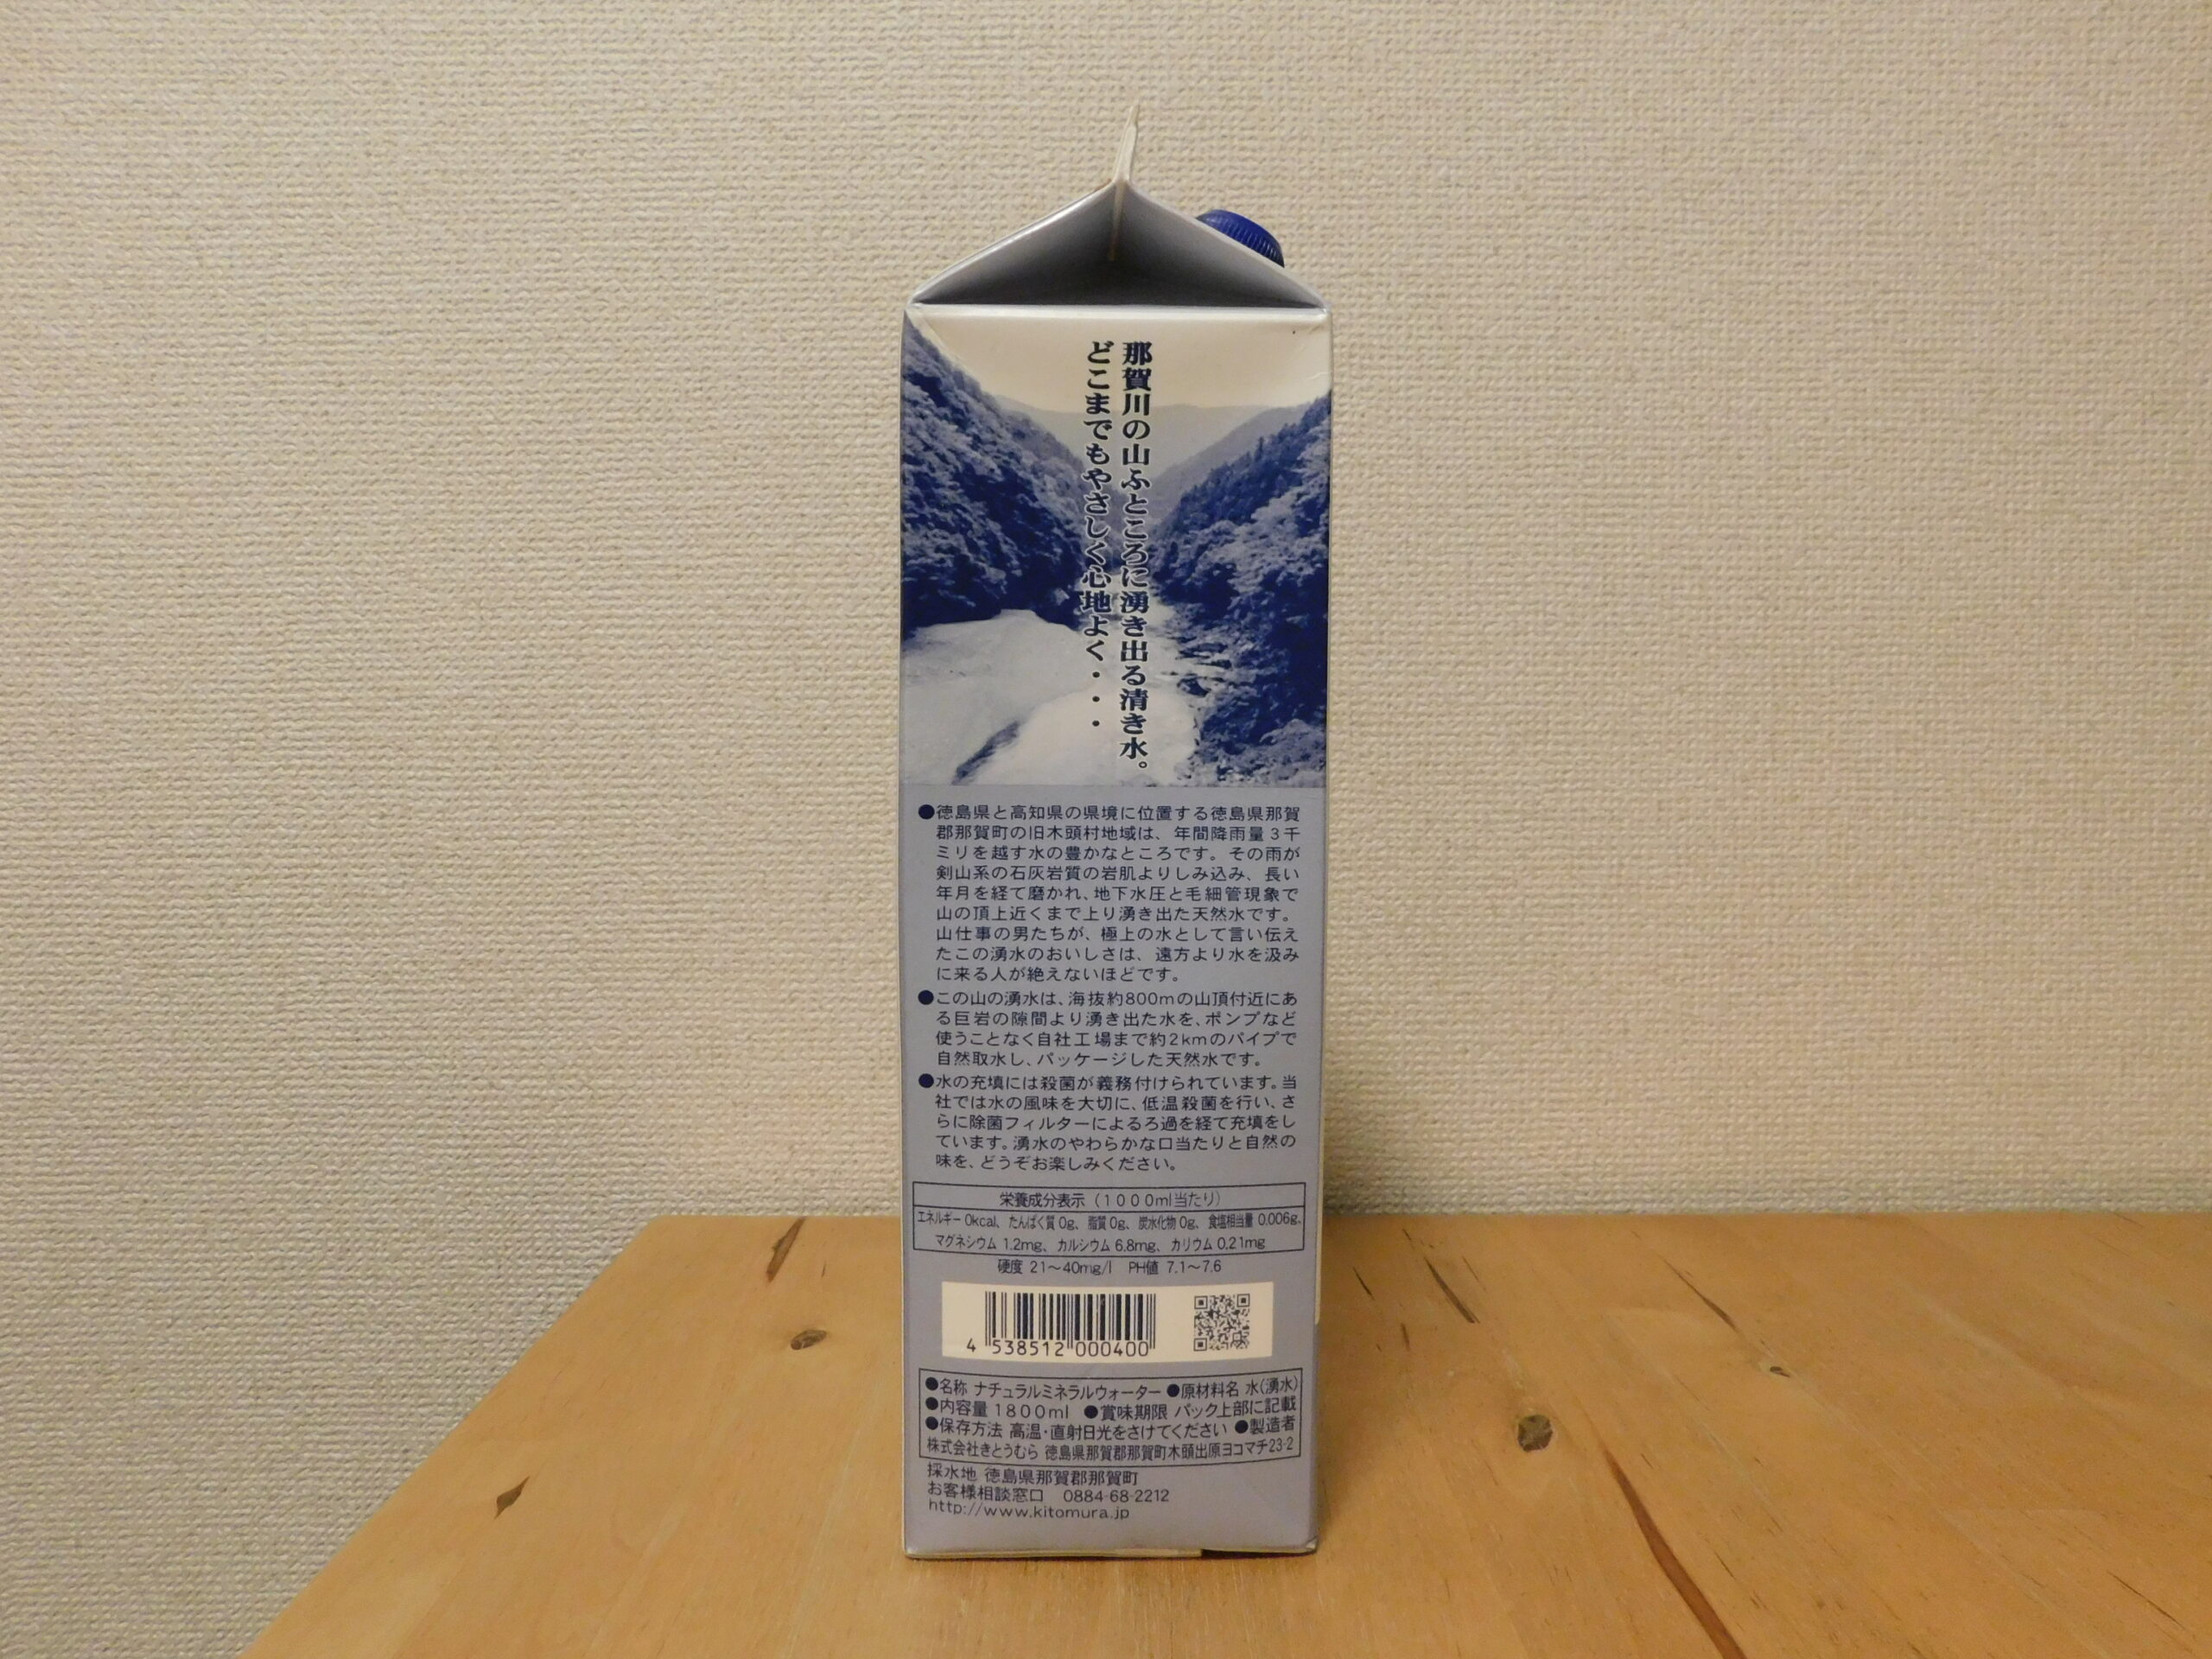 那賀川の山ふところに湧き出る清き水。
どこまでもやさしく心地よく・・・
●徳島県と高知県の県境に位置する徳島県那賀
郡那賀町の旧木頭村地域は、年間降雨量3千
ミリを越す水の豊かなところです。その雨が
剣山系の石灰岩質の岩肌よりしみ込み、長い
年月を経て磨かれ、地下水圧と毛細管現象で
山の頂上近くまで上り湧き出た天然水です。
山仕事の男たちが、極上の水として言い伝え
たこの湧水のおいしさは、遠方より水を汲み
に来る人が絶えないほどです。
●この山の湧水は、海抜約800mの山頂付近にあ
る巨岩の隙間より湧き出た水を、ポンプなど
使うことなく自社工場まで約2kmのパイプで
自然取水し、パッケージした天然水です。
●水の充填には殺菌が義務付けられています。当
社では水の風味を大切に、低温殺菌を行い、さ
らに除菌フィルターによるろ過を経て充填をし
ています。湧水のやわらかな口当たりと自然の
味を、どうぞお楽しみください。
栄養成分表示（1000ml当たり）
エネルギー 0kcal、たんぱく質 0g、脂質 0g、炭水化物 0g、食塩相当量 0.006g、
マグネシウム 1.2mg、カルシウム 6.8mg、カリウム 0.21mg
硬度 21～40mg/l　PH値 7.1～7.6
4 538512 000400
●名称 ナチュラルミネラルウォーター ●原材料名 水(湧水)
●内容量 1800ml ●賞味期限 パック上部に記載
●保存方法 高温・直射日光をさけてください ●製造者
株式会社きとうむら 徳島県那賀郡那賀町木頭出原ヨコマチ23-2
採水地 徳島県那賀郡那賀町
お客様相談窓口　0884-68-2212
http://www.kitomura.jp